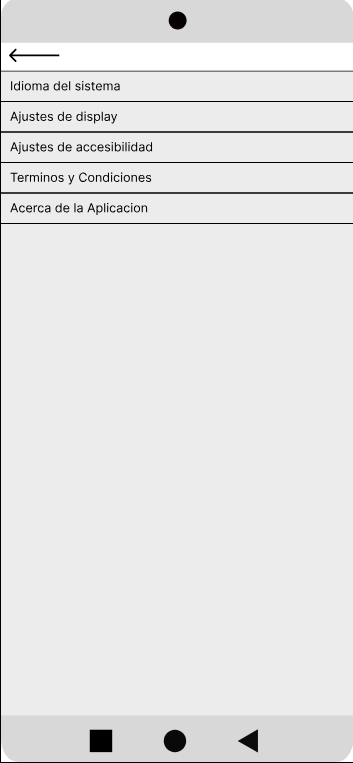 Idioma del sistema
Ajustes de display
Ajustes de accesibilidad
Terminos y Condiciones
Acerca de la Aplicacion